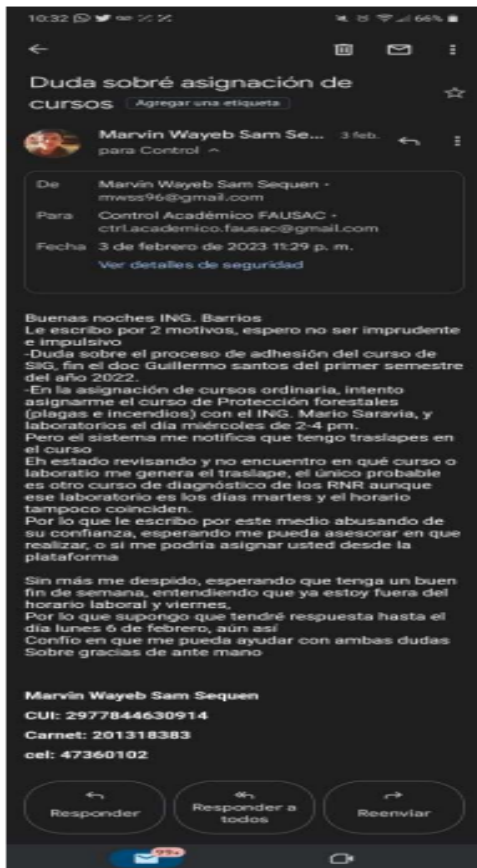 10:32
66%
Duda sobré asignación de
cursos Agregar una etiqueta
Marvin Wayeb Sam Se... 3 feb.
para Control
De Marvin Wayeb Sam Sequen -
mwss96@gmail.com
Para Control Académico FAUSAC -
ctrl.academico.fausac@gmail.com
Fecha 3 de febrero de 2023 11:29 p. m.
Ver detalles de seguridad
Buenas noches ING. Barrios
Le escribo por 2 motivos, espero no ser imprudente
e impulsivo
-Duda sobre el proceso de adhesión del curso de
SIG, fin el doc Guillermo santos del primer semestre
del año 2022.
-En la asignación de cursos ordinaria, intento
asignarme el curso de Protección forestales
(plagas e incendios) con el ING. Mario Saravia, y
laboratorios el día miércoles de 2-4 pm.
Pero el sistema me notifica que tengo traslapes en
el curso
Eh estado revisando y no encuentro en qué curso o
laboratio me genera el traslape, el único probable
es otro curso de diagnóstico de los RNR aunque
ese laboratorio es los días martes y el horario
tampoco coinciden.
Por lo que le escribo por este medio abusando de
su confianza, esperando me pueda asesorar en que
realizar, o si me podría asignar usted desde la
plataforma
Sin más me despido, esperando que tenga un buen
fin de semana, entendiendo que ya estoy fuera del
horario laboral y viernes,
Por lo que supongo que tendré respuesta hasta el
día lunes 6 de febrero, aún así
Confío en que me pueda ayudar con ambas dudas
Sobre gracias de ante mano
Marvin Wayeb Sam Sequen
CUI: 2977844630914
Carnet: 201318383
cel: 47360102
Responder
Responder a
todos
Reenviar
99+